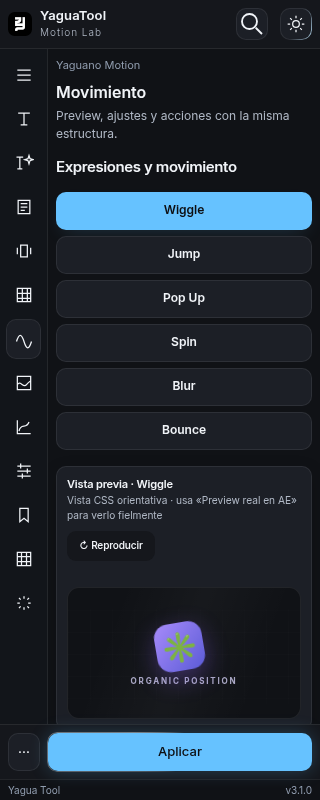 YaguaTool
Motion Lab
Yaguano Motion
Movimiento
Preview, ajustes y acciones con la misma
estructura.
Expresiones y movimiento
Wiggle
Jump
Pop Up
Spin
Blur
Bounce
Vista previa · Wiggle
Vista CSS orientativa · usa «Preview real en AE»
para verlo fielmente
↻ Reproducir
ORGANIC POSITION
Aplicar
Yagua Tool
v3.1.0